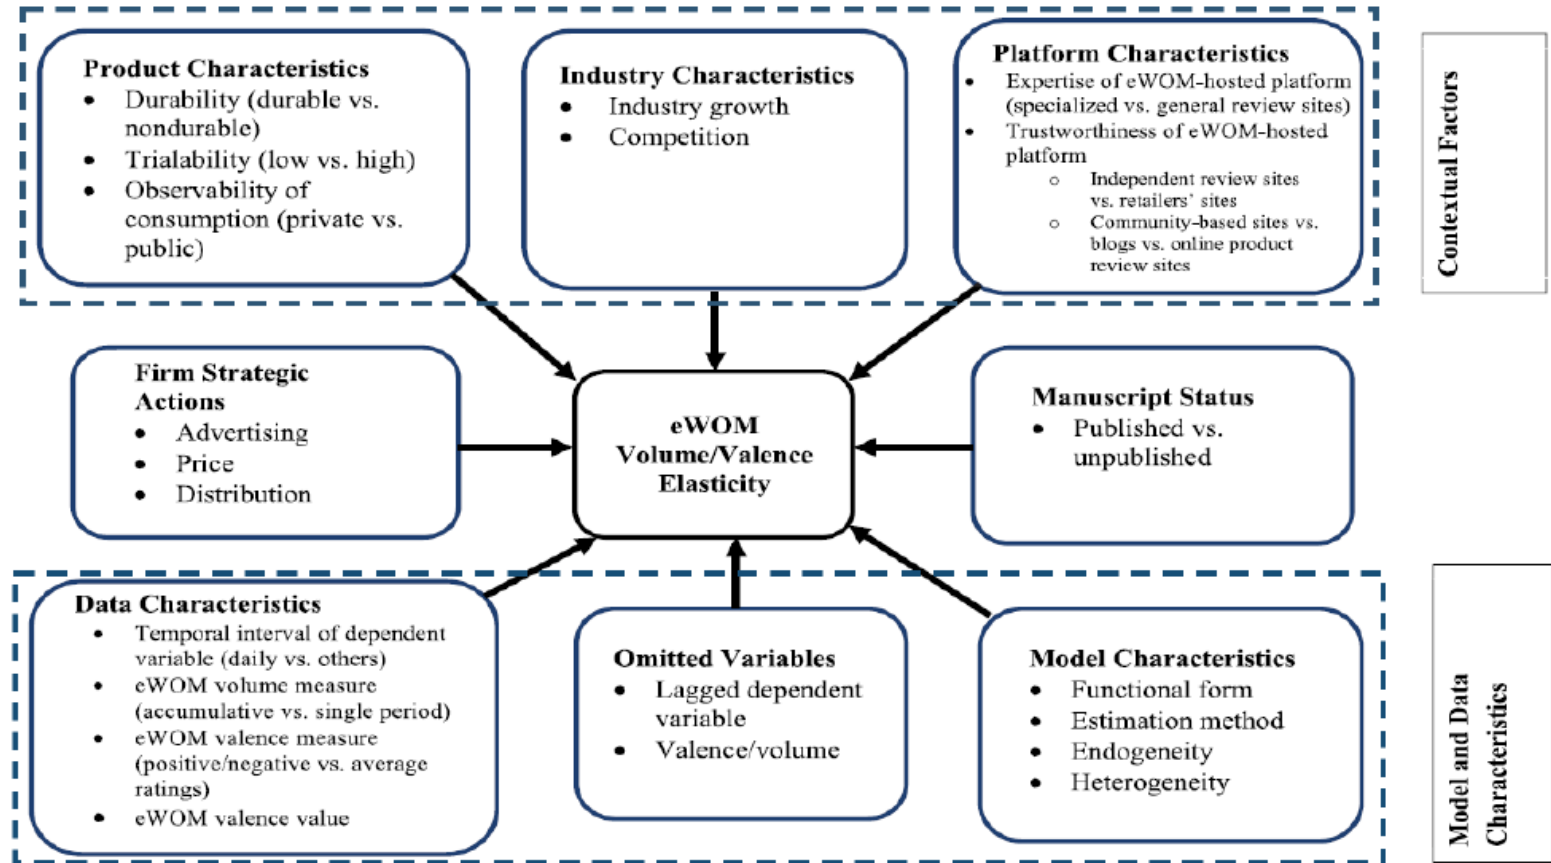 Product Characteristics
• Durability (durable vs.
nondurable)
• Trialability (low vs. high)
• Observability of
consumption (private vs.
public)
Industry Characteristics
• Industry growth
• Competition
Platform Characteristics
• Expertise of eWOM-hosted platform
(specialized vs. general review sites)
• Trustworthiness of eWOM-hosted
platform
o Independent review sites
vs. retailers' sites
o Community-based sites vs.
blogs vs. online product
review sites
Contextual Factors
Firm Strategic
Actions
• Advertising
• Price
• Distribution
eWOM
Volume/Valence
Elasticity
Manuscript Status
• Published vs.
unpublished
Data Characteristics
• Temporal interval of dependent
variable (daily vs. others)
• eWOM volume measure
(accumulative vs. single period)
• eWOM valence measure
(positive/negative vs. average
ratings)
• eWOM valence value
Omitted Variables
• Lagged dependent
variable
• Valence/volume
Model Characteristics
• Functional form
• Estimation method
• Endogeneity
• Heterogeneity
Model and Data
Characteristics